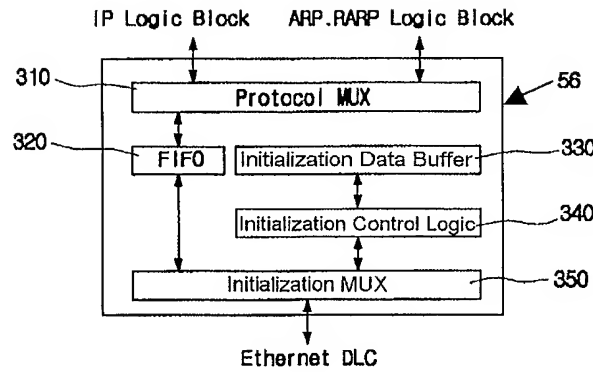 IP Logic Block ARP.RARP Logic Block
310 Protocol MUX 56
320 FIFO Initialization Data Buffer 330
Initialization Control Logic 340
Initialization MUX 350
Ethernet DLC